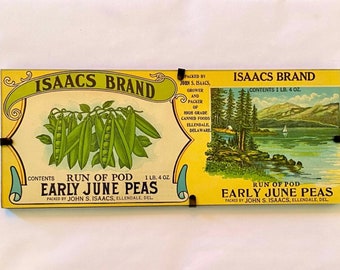 ISAACS BRAND
CONTENTS
1 LB. 4 OZ.
RUN OF POD
EARLY JUNE PEAS
PACKED BY JOHN S. ISAACS, ELLENDALE, DEL.
PACKED BY
JOHN S. ISAACS,
GROWER
AND
PACKER
OF
HIGH GRADE
CANNED FOODS
ELLENDALE,
DELAWARE
ISAACS BRAND
CONTENTS 1 LB. 4 OZ.
RUN OF POD
EARLY JUNE PEAS
PACKED BY JOHN S. ISAACS, ELLENDALE, DEL.